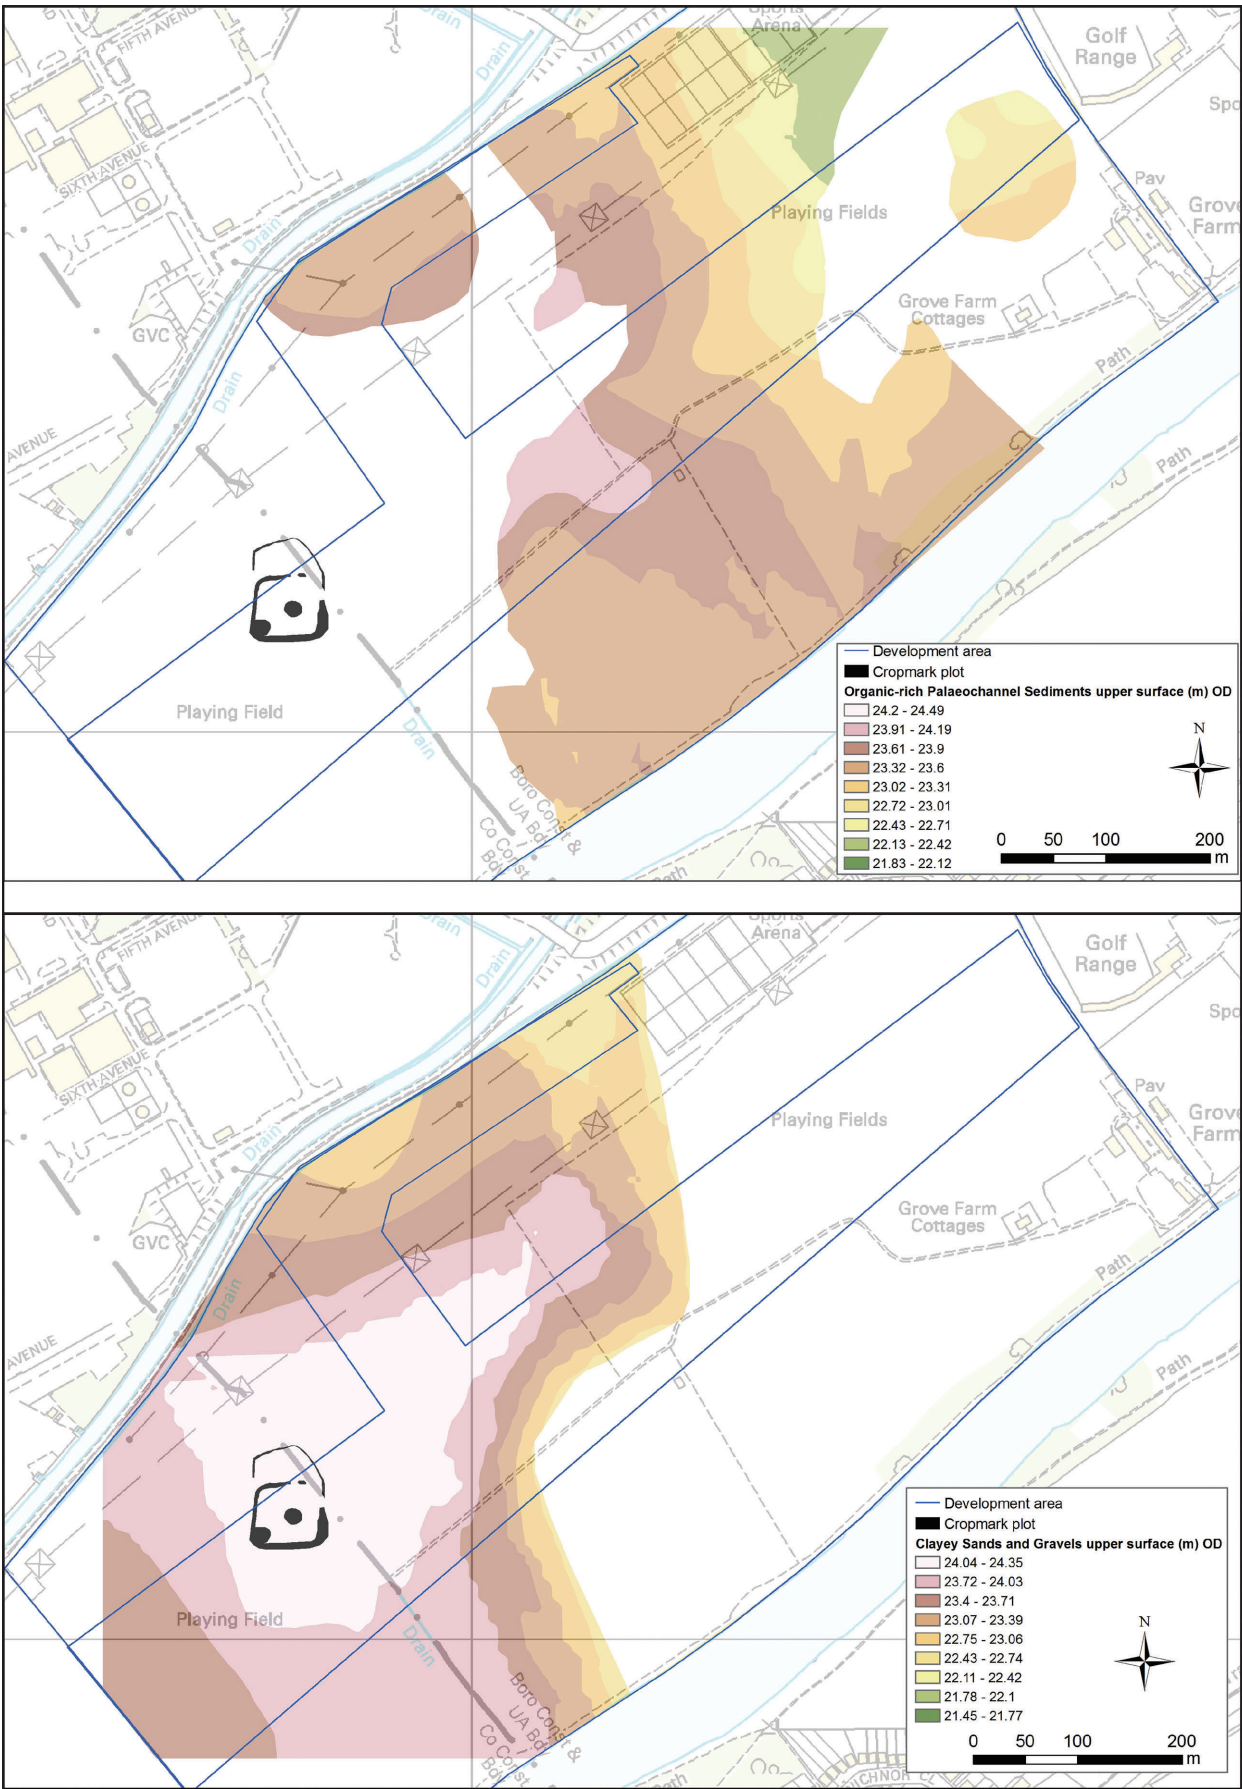 Drain
Sports
Arena
FIFTH AVENUE
Drain
Golf
Range
SIXTH AVENUE
Drain
Pav
Playing Fields
Grove
Farm
Grove Farm
Cottages
GVC
Path
Drain
AVENUE
Path
Playing Field
Drain
Boro Const &
UA Bdy
Co Const
Path
Development area
Cropmark plot
Organic-rich Palaeochannel Sediments upper surface (m) OD
24.2 - 24.49
23.91 - 24.19
23.61 - 23.9
23.32 - 23.6
23.02 - 23.31
22.72 - 23.01
22.43 - 22.71
22.13 - 22.42
21.83 - 22.12
N
0 50 100 200
m
Drain
Arena
FIFTH AVENUE
Drain
Golf
Range
SIXTH AVENUE
Drain
Pav
Playing Fields
Grove
Farm
Grove Farm
Cottages
GVC
Path
Drain
AVENUE
Path
Playing Field
Drain
Boro Const &
UA Bdy
Co Const
Path
Development area
Cropmark plot
Clayey Sands and Gravels upper surface (m) OD
24.04 - 24.35
23.72 - 24.03
23.4 - 23.71
23.07 - 23.39
22.75 - 23.06
22.43 - 22.74
22.11 - 22.42
21.78 - 22.1
21.45 - 21.77
N
0 50 100 200
m